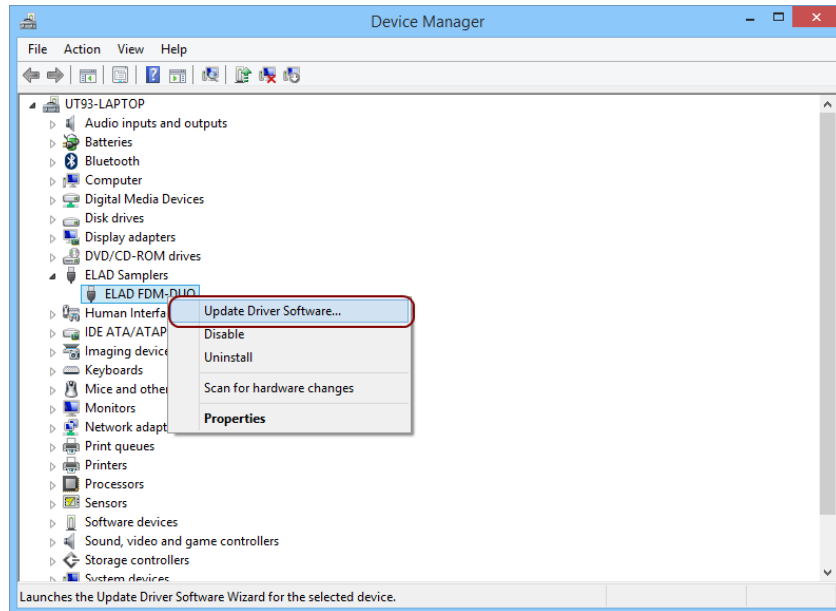 Device Manager
File Action View Help
UT93-LAPTOP
Audio inputs and outputs
Batteries
Bluetooth
Computer
Digital Media Devices
Disk drives
Display adapters
DVD/CD-ROM drives
ELAD Samplers
ELAD FDM-DUO
Human Interfa
IDE ATA/ATAP
Imaging device
Keyboards
Mice and other
Monitors
Network adapt
Print queues
Printers
Processors
Sensors
Software devices
Sound, video and game controllers
Storage controllers
System devices
Update Driver Software...
Disable
Uninstall
Scan for hardware changes
Properties
Launches the Update Driver Software Wizard for the selected device.